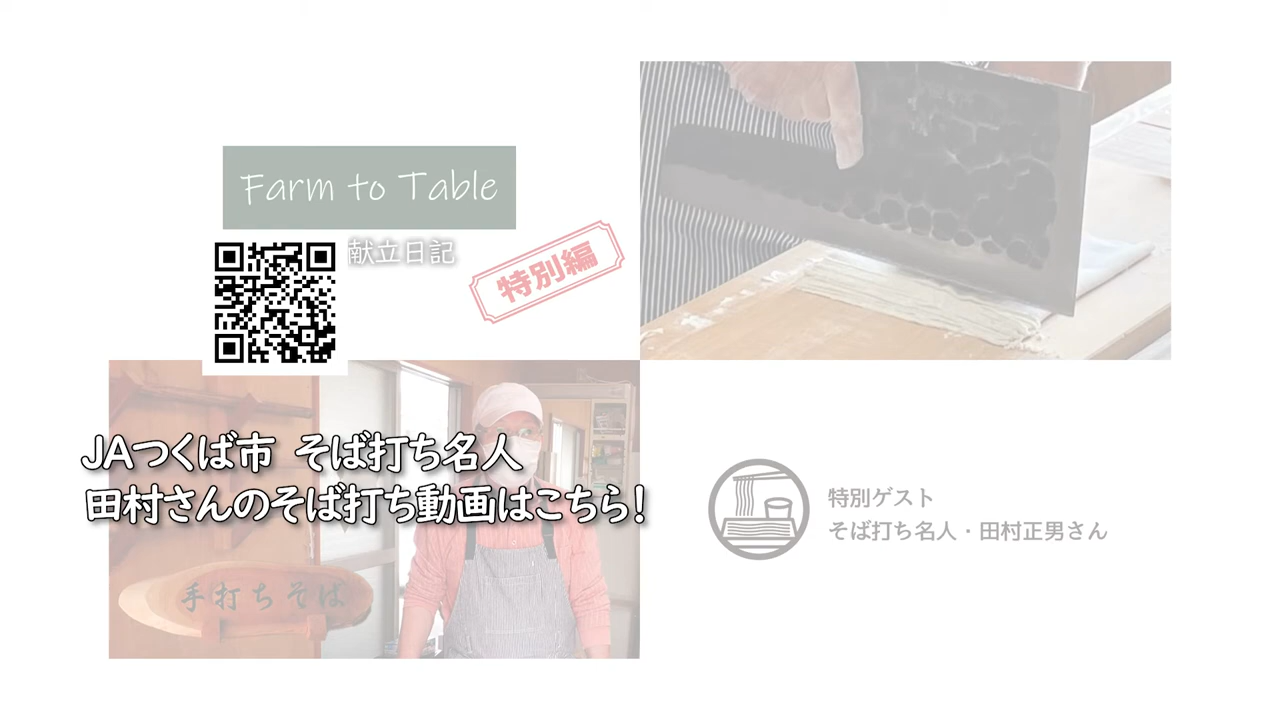 Farm to Table
献立日記
特別編
JAつくば市 そば打ち名人
田村さんのそば打ち動画はこちら!
手打ちそば
特別ゲスト
そば打ち名人・田村正男さん